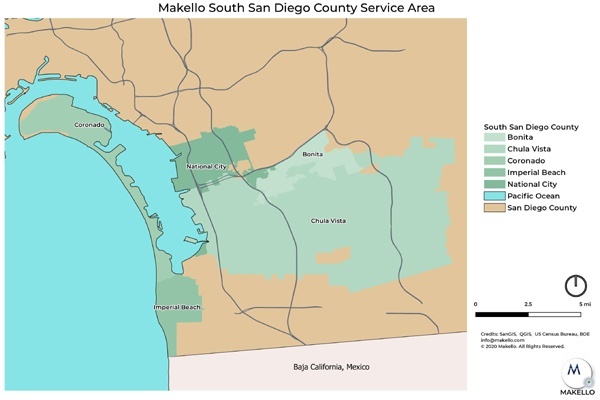 Makello South San Diego County Service Area
Coronado
National City
Bonita
Chula Vista
Imperial Beach
Baja California, Mexico
South San Diego County
Bonita
Chula Vista
Coronado
Imperial Beach
National City
Pacific Ocean
San Diego County
0 2.5 5 mi
Credits: SanGIS, QGIS, US Census Bureau, BOE
info@makello.com
© 2020 Makello. All Rights Reserved.
M
MAKELLO